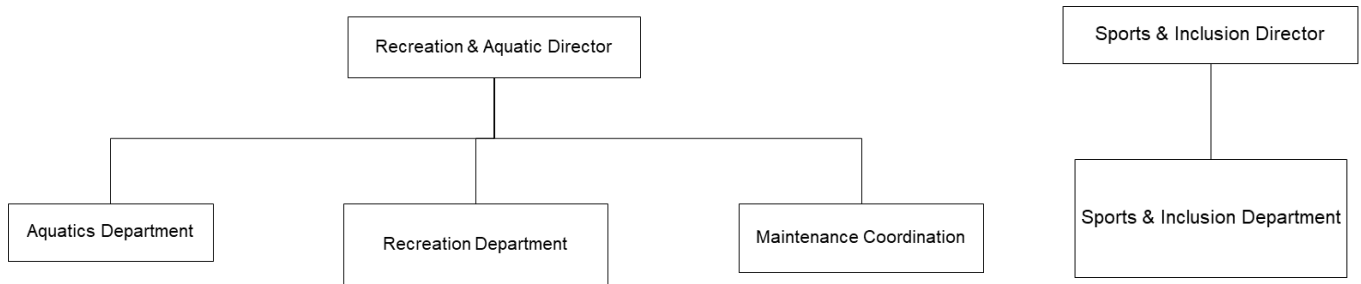 Recreation & Aquatic Director
Sports & Inclusion Director
Aquatics Department
Recreation Department
Maintenance Coordination
Sports & Inclusion Department